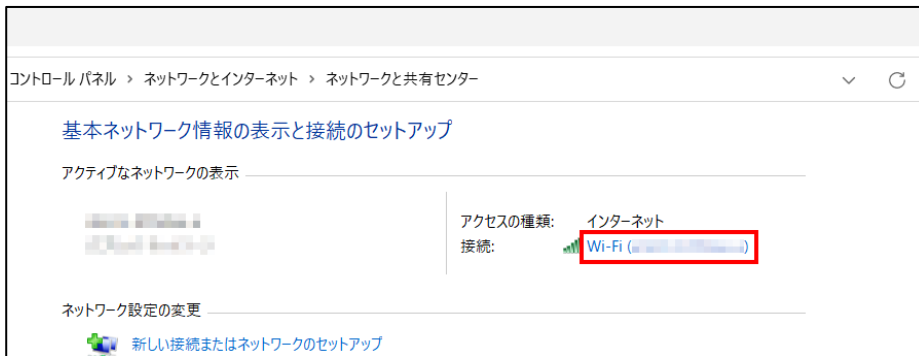 コントロール パネル > ネットワークとインターネット > ネットワークと共有センター
基本ネットワーク情報の表示と接続のセットアップ
アクティブなネットワークの表示
アクセスの種類: インターネット
接続: Wi-Fi ( )
ネットワーク設定の変更
新しい接続またはネットワークのセットアップ